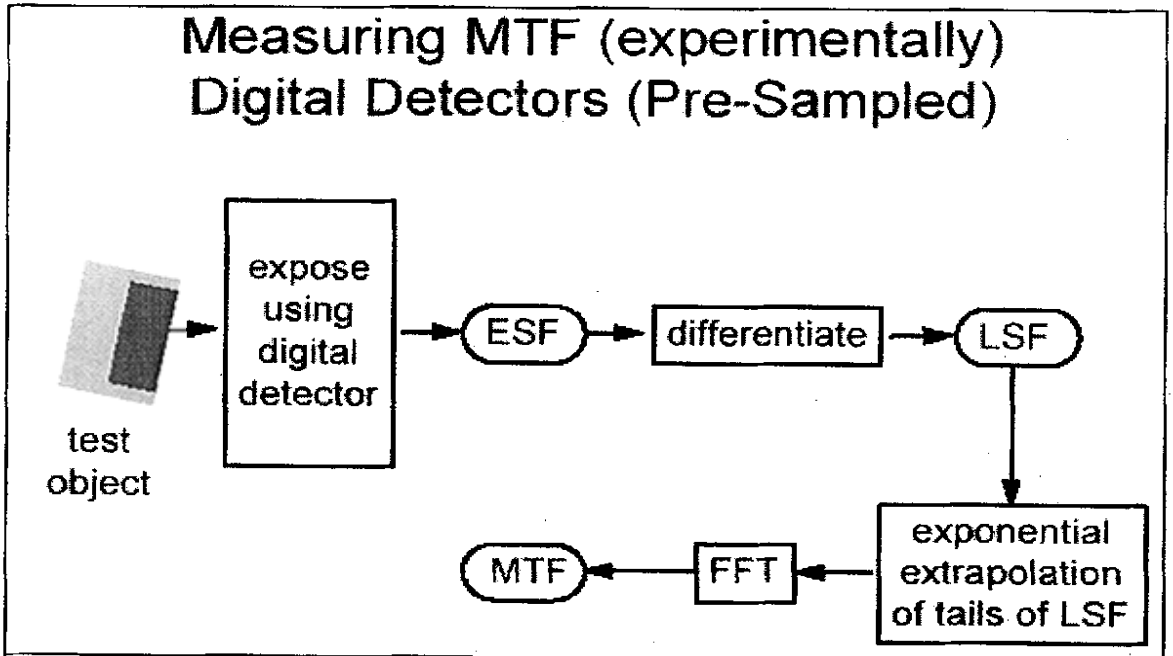 Measuring MTF (experimentally)
Digital Detectors (Pre-Sampled)
test
object
expose
using
digital
detector
ESF
differentiate
LSF
exponential
extrapolation
of tails of LSF
FFT
MTF